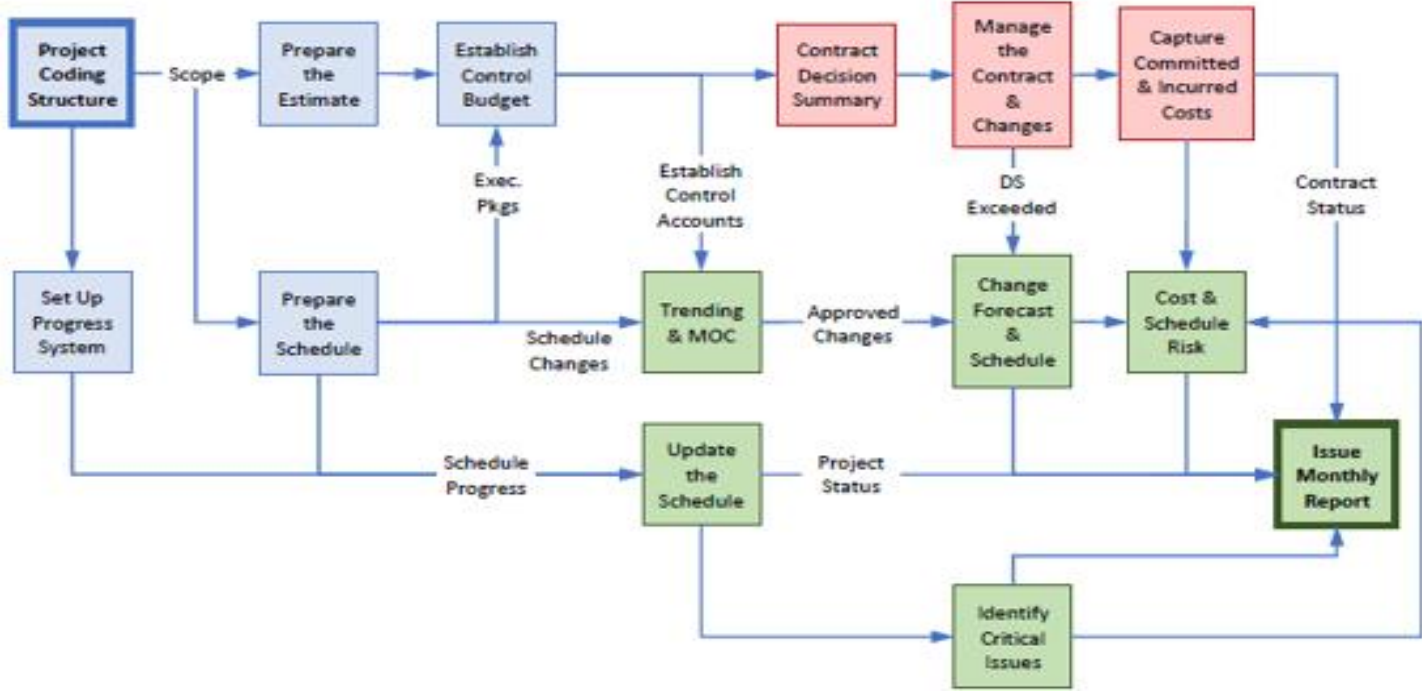 Project
Coding
Structure
Scope
Prepare
the
Estimate
Establish
Control
Budget
Contract
Decision
Summary
Manage
the
Contract
&
Changes
Capture
Committed
& Incurred
Costs
Exec.
Pkgs
Establish
Control
Accounts
DS
Exceeded
Contract
Status
Set Up
Progress
System
Prepare
the
Schedule
Schedule
Changes
Trending
& MOC
Approved
Changes
Change
Forecast
&
Schedule
Cost &
Schedule
Risk
Schedule
Progress
Update
the
Schedule
Project
Status
Issue
Monthly
Report
Identify
Critical
Issues